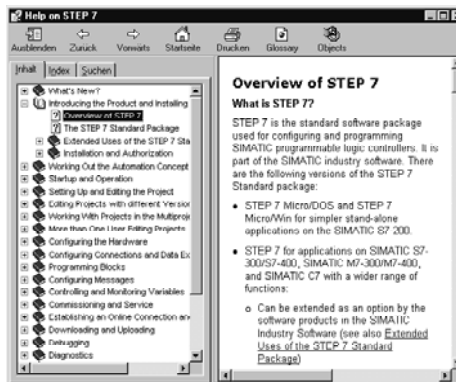 Help on STEP 7
Ausblenden Zurück Vorwärts Startseite Drucken Glossary Objects
Inhalt Index Suchen
What's New?
Introducing the Product and Installing
Overview of STEP 7
The STEP 7 Standard Package
Extended Uses of the STEP 7 Sta
Installation and Authorization
Working Out the Automation Concept
Startup and Operation
Setting Up and Editing the Project
Editing Projects with different Version
Working With Projects in the Multiproje
More than One User Editing Projects
Configuring the Hardware
Configuring Connections and Data Ex
Programming Blocks
Configuring Messages
Controlling and Monitoring Variables
Commissioning and Service
Establishing an Online Connection an
Downloading and Uploading
Debugging
Diagnostics
Overview of STEP 7
What is STEP 7?
STEP 7 is the standard software package
used for configuring and programming
SIMATIC programmable logic controllers. It is
part of the SIMATIC industry software. There
are the following versions of the STEP 7
Standard package:
• STEP 7 Micro/DOS and STEP 7
Micro/Win for simpler stand-alone
applications on the SIMATIC S7 200.
• STEP 7 for applications on SIMATIC S7-
300/S7-400, SIMATIC M7-300/M7-400,
and SIMATIC C7 with a wider range of
functions:
o Can be extended as an option by the
software products in the SIMATIC
Industry Software (see also Extended
Uses of the STEP 7 Standard
Package)